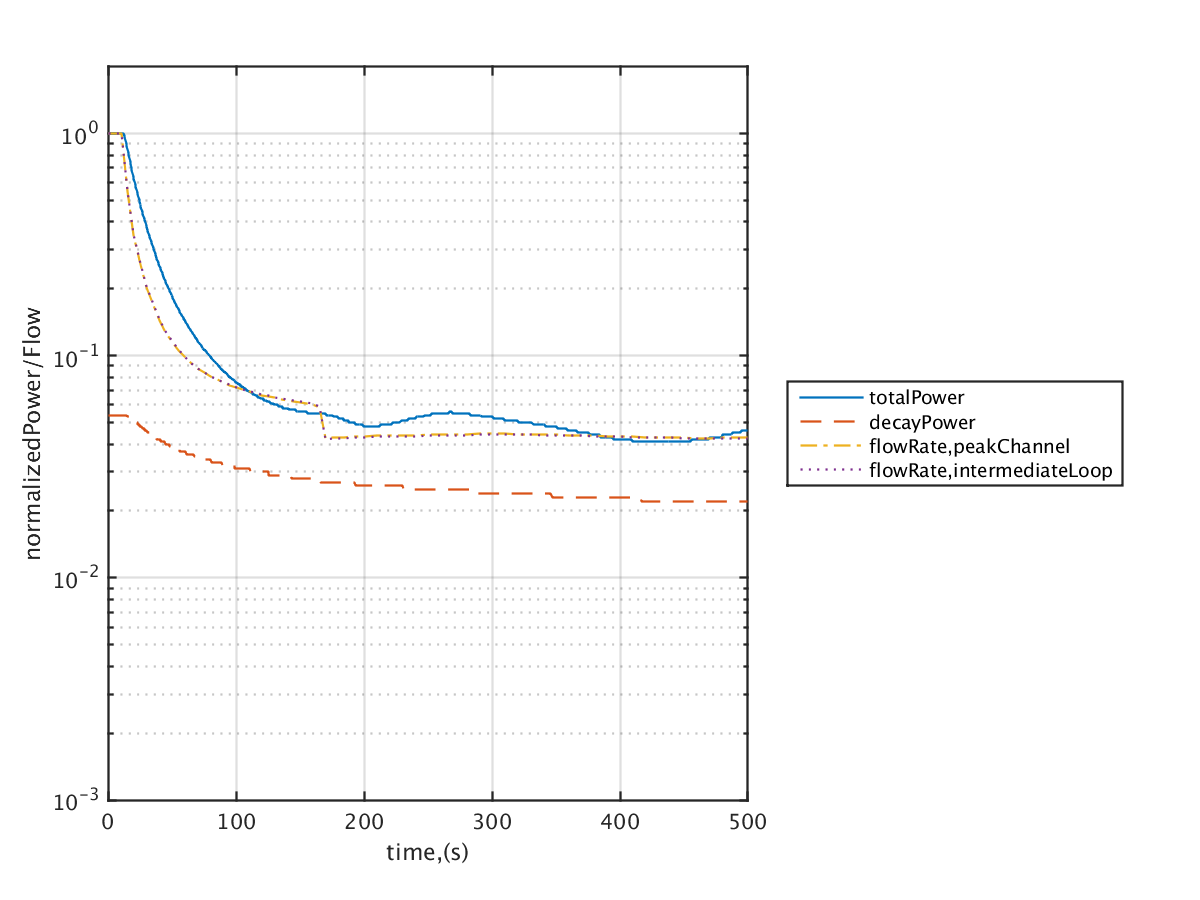 10^0
10^-1
10^-2
10^-3
normalizedPower/Flow
0 100 200 300 400 500
time,(s)
totalPower
decayPower
flowRate,peakChannel
flowRate,intermediateLoop